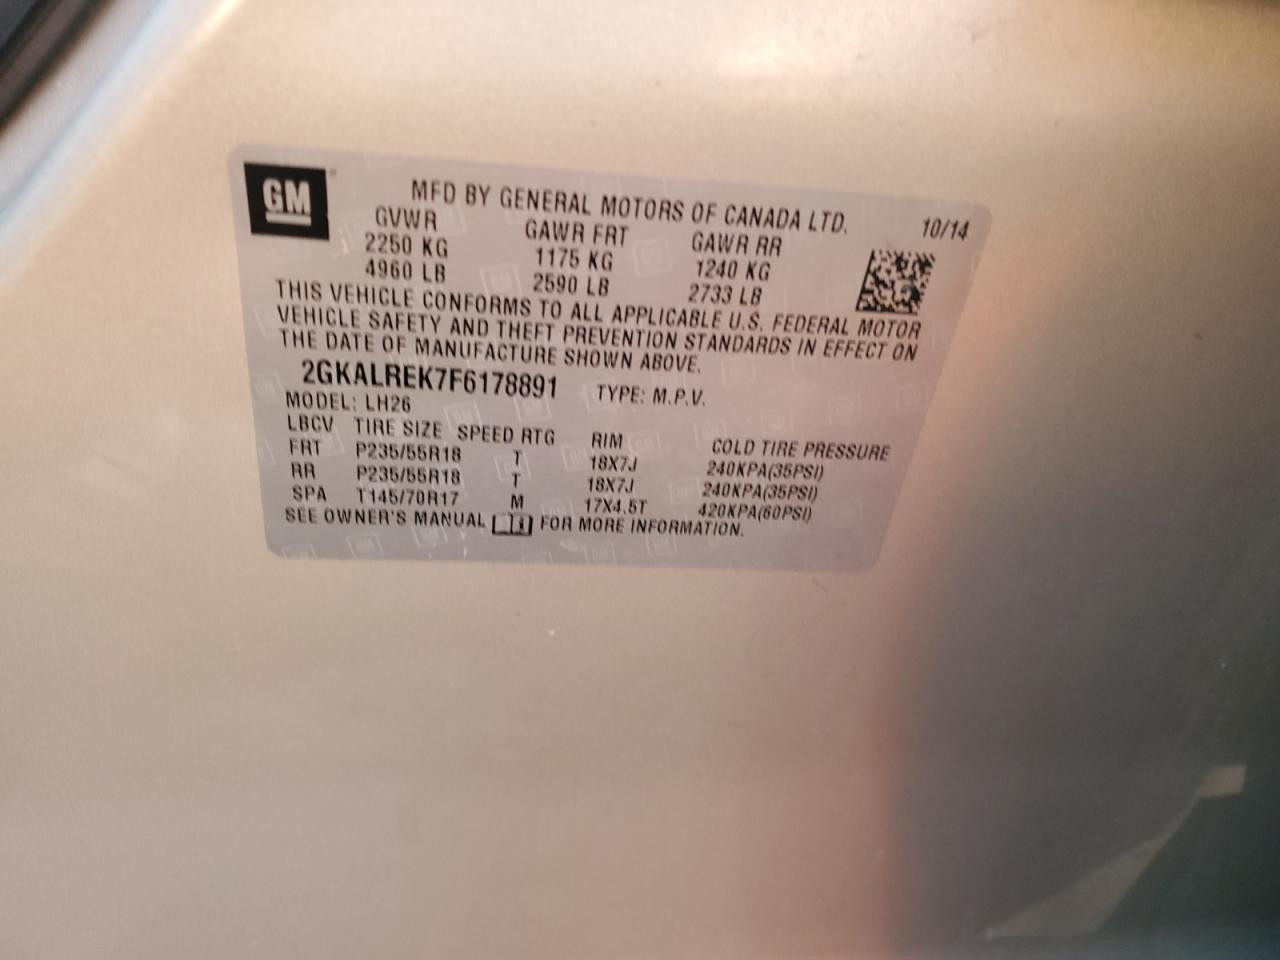 GM
MFD BY GENERAL MOTORS OF CANADA LTD.
10/14
GVWR GAWR FRT GAWR RR
2250 KG 1175 KG 1240 KG
4960 LB 2590 LB 2733 LB
THIS VEHICLE CONFORMS TO ALL APPLICABLE U.S. FEDERAL MOTOR
VEHICLE SAFETY AND THEFT PREVENTION STANDARDS IN EFFECT ON
THE DATE OF MANUFACTURE SHOWN ABOVE.
2GKALREK7F6178891 TYPE: M.P.V.
MODEL: LH26
LBCV TIRE SIZE SPEED RTG RIM COLD TIRE PRESSURE
FRT P235/55R18 T 18X7J 240KPA(35PSI)
RR P235/55R18 T 18X7J 240KPA(35PSI)
SPA T145/70R17 M 17X4.5T 420KPA(60PSI)
SEE OWNER'S MANUAL FOR MORE INFORMATION.